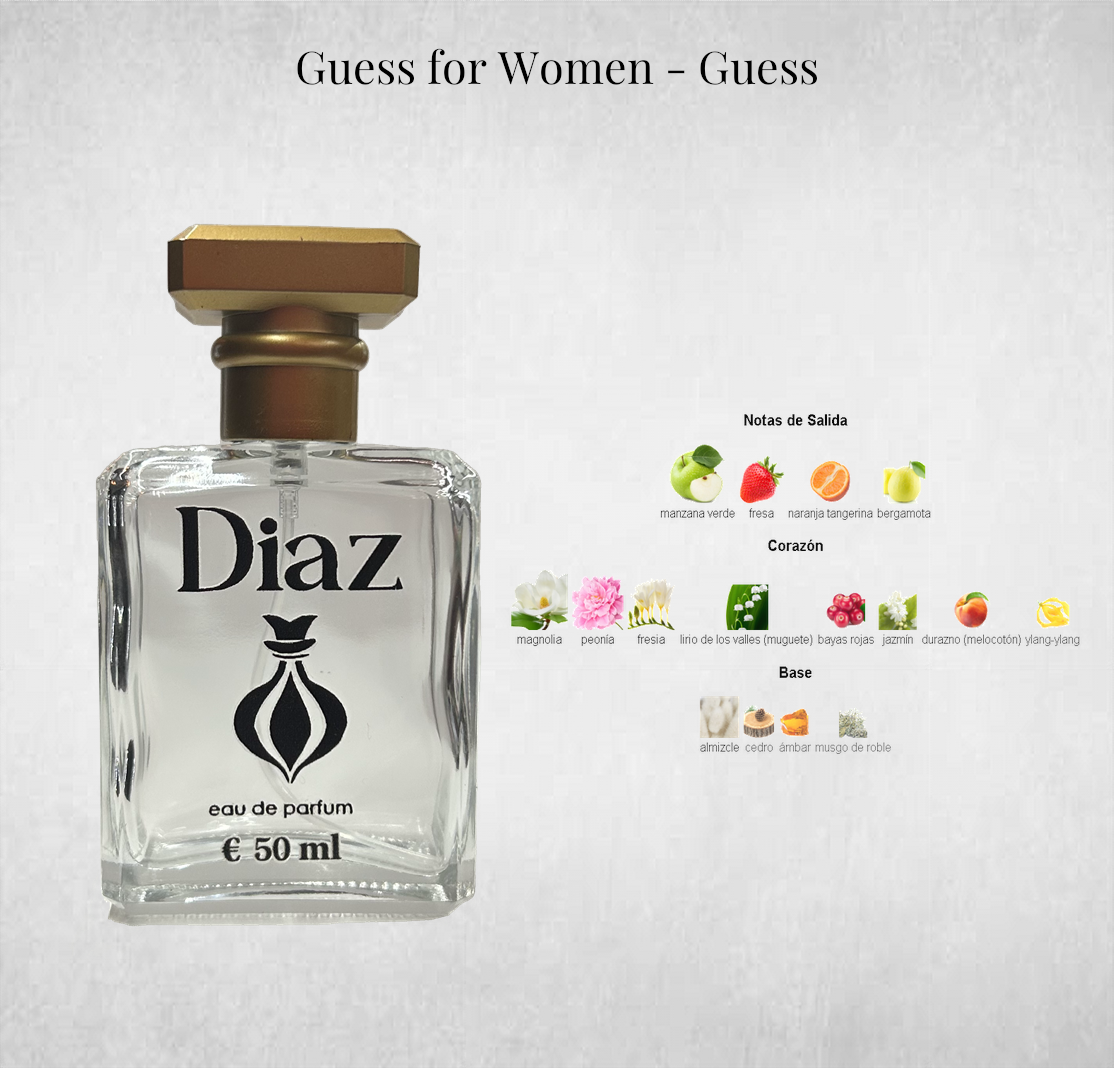 Guess for Women - Guess
Diaz
eau de parfum
€ 50 ml
Notas de Salida
manzana verde fresa naranja tangerina bergamota
Corazón
magnolia peonía fresia lirio de los valles (muguete) bayas rojas jazmín durazno (melocotón) ylang-ylang
Base
almizcle cedro ámbar musgo de roble